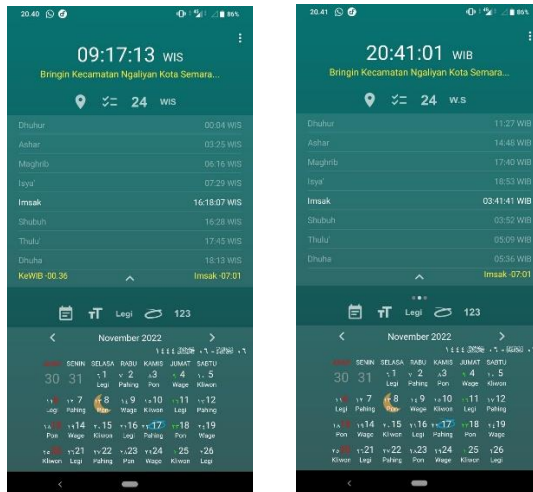 20.40
86%
09:17:13 WIS
Bringin Kecamatan Ngaliyan Kota Semara...
24 WIS
Dhuhur 00:04 WIS
Ashar 03:25 WIS
Maghrib 06:16 WIS
Isya' 07:29 WIS
Imsak 16:18:07 WIS
Shubuh 16:28 WIS
Thulu' 17:45 WIS
Dhuha 18:13 WIS
KeWIB -00.36 Imsak -07:01
Legi 123
November 2022
SENIN SELASA RABU KAMIS JUMAT SABTU
30 31 1 2 3 4 5
Legi Pahing Pon Wage Kliwon
7 8 9 10 11 12
Legi Pahing Pon Wage Kliwon Legi Pahing
14 15 16 17 18 19
Pon Wage Kliwon Legi Pahing Pon Wage
21 22 23 24 25 26
Kliwon Legi Pahing Pon Wage Kliwon Legi
20.41
86%
20:41:01 WIB
Bringin Kecamatan Ngaliyan Kota Semara...
24 W.S
Dhuhur 11:27 WIB
Ashar 14:48 WIB
Maghrib 17:40 WIB
Isya' 18:53 WIB
Imsak 03:41:41 WIB
Shubuh 03:52 WIB
Thulu' 05:09 WIB
Dhuha 05:36 WIB
Imsak -07:01
Legi 123
November 2022
SENIN SELASA RABU KAMIS JUMAT SABTU
30 31 1 2 3 4 5
Legi Pahing Pon Wage Kliwon
7 8 9 10 11 12
Legi Pahing Pon Wage Kliwon Legi Pahing
14 15 16 17 18 19
Pon Wage Kliwon Legi Pahing Pon Wage
21 22 23 24 25 26
Kliwon Legi Pahing Pon Wage Kliwon Legi